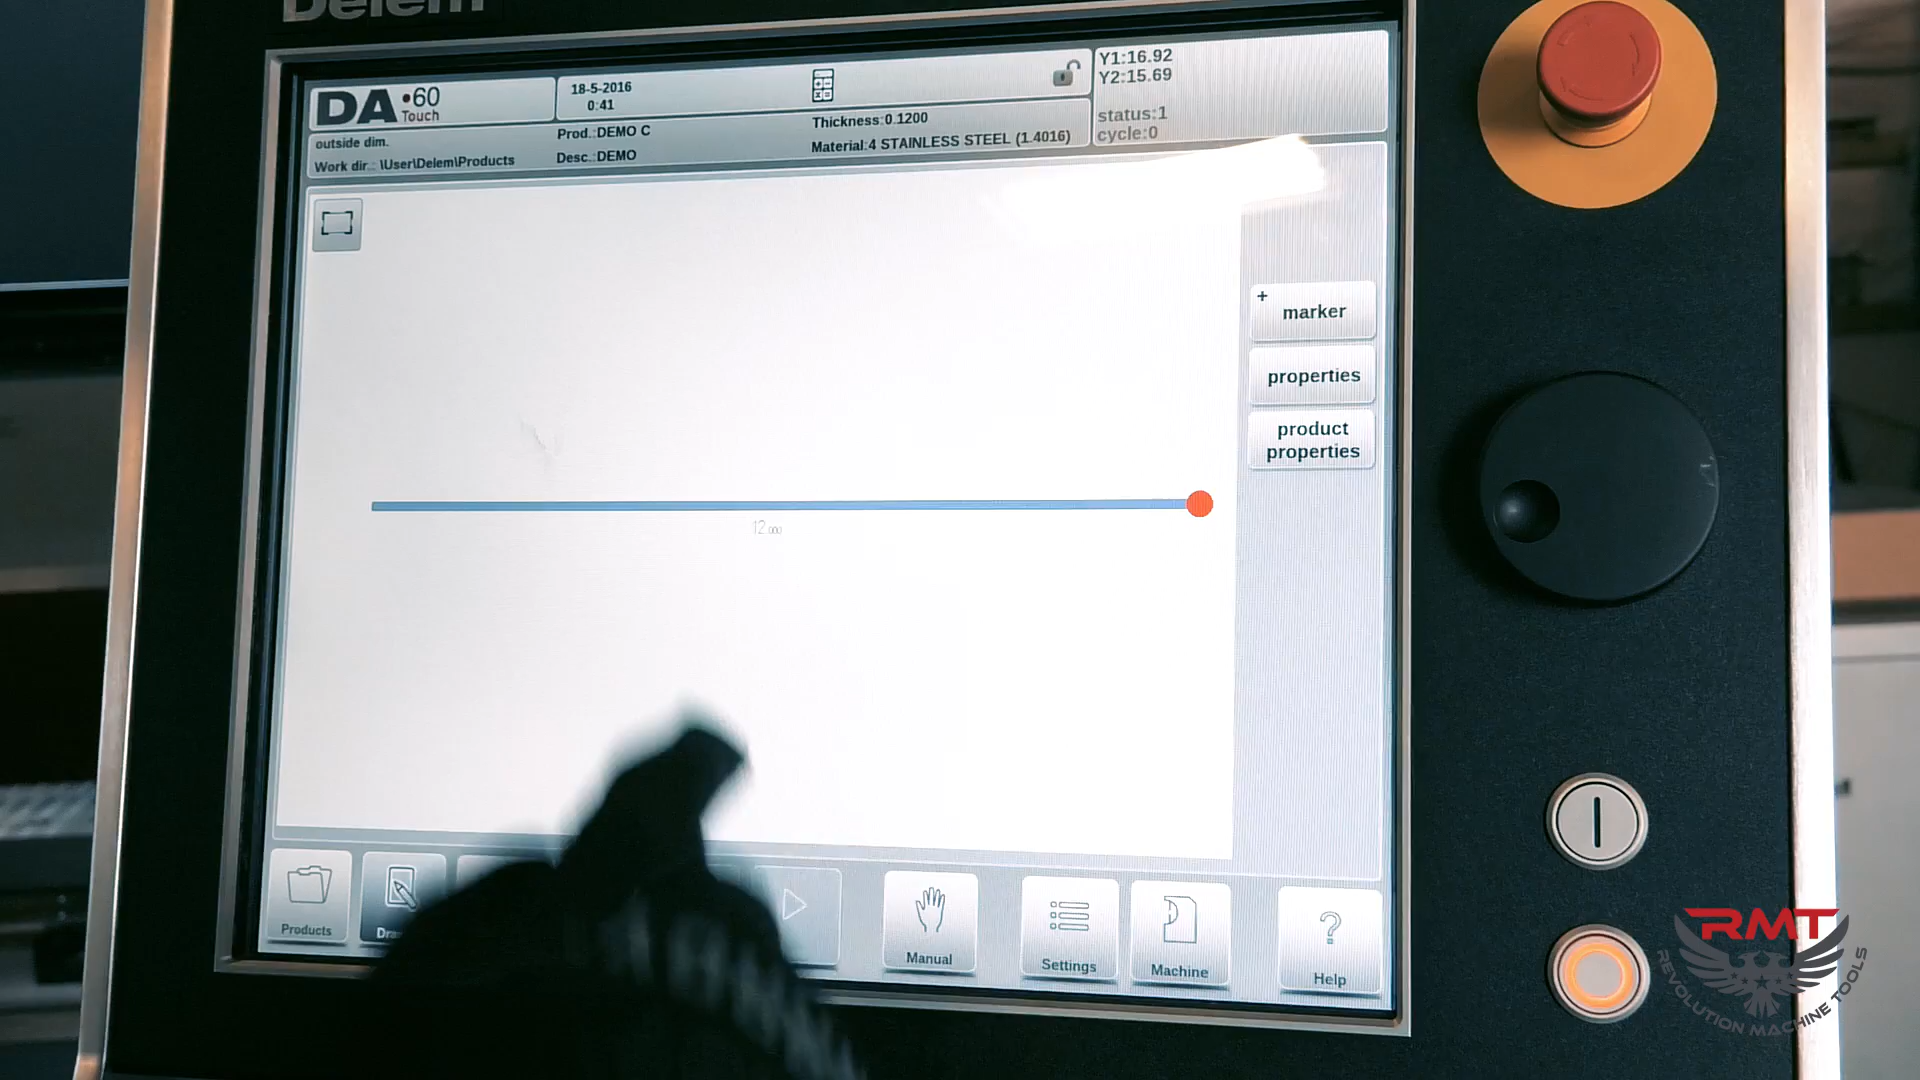 Delem
DA•60
Touch
18-5-2016
0:41
Y1:16.92
Y2:15.69
status:1
cycle:0
outside dim.
Work dir.: \User\Delem\Products
Prod.:DEMO C
Desc.:DEMO
Thickness:0.1200
Material:4 STAINLESS STEEL (1.4016)
+
marker
properties
product
properties
12 000
Products
Manual
Settings
Machine
?
Help
RMT
REVOLUTION MACHINE TOOLS